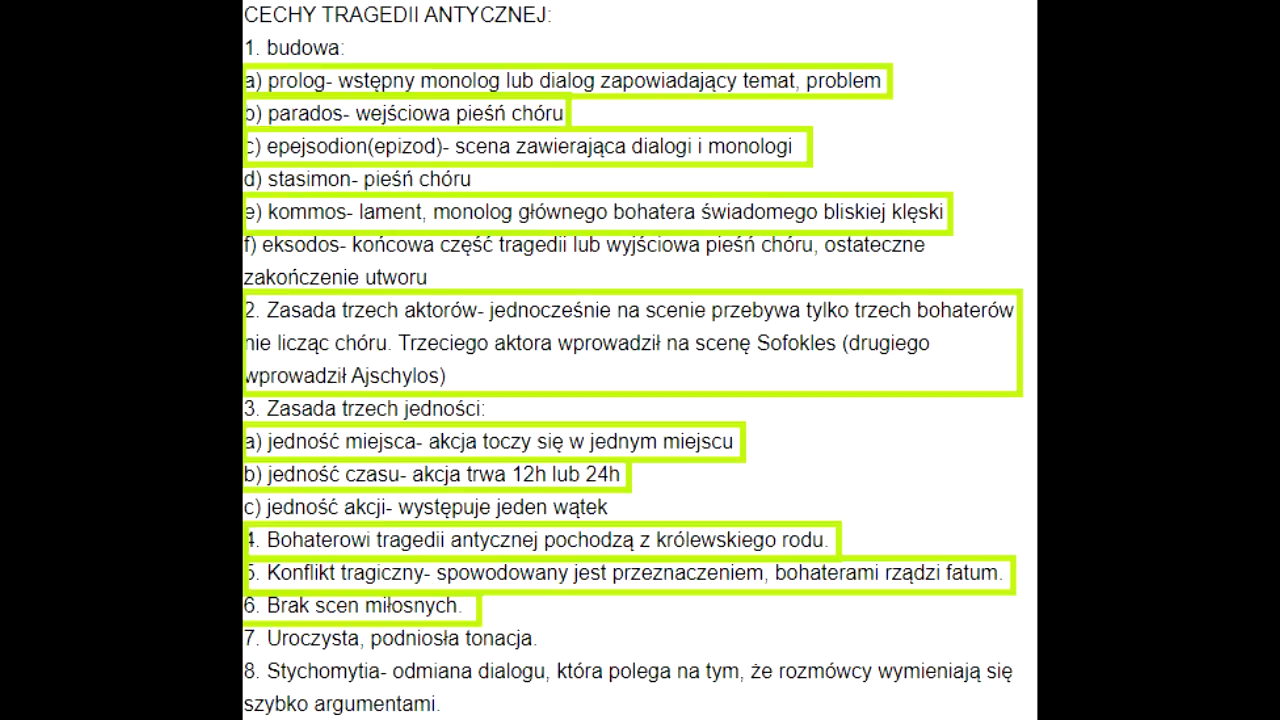 CECHY TRAGEDII ANTYCZNEJ:
1. budowa:
a) prolog- wstępny monolog lub dialog zapowiadający temat, problem
b) parados- wejściowa pieśń chóru
c) epejsodion(epizod)- scena zawierająca dialogi i monologi
d) stasimon- pieśń chóru
e) kommos- lament, monolog głównego bohatera świadomego bliskiej klęski
f) eksodos- końcowa część tragedii lub wyjściowa pieśń chóru, ostateczne
zakończenie utworu
2. Zasada trzech aktorów- jednocześnie na scenie przebywa tylko trzech bohaterów
nie licząc chóru. Trzeciego aktora wprowadził na scenę Sofokles (drugiego
wprowadził Ajschylos)
3. Zasada trzech jedności:
a) jedność miejsca- akcja toczy się w jednym miejscu
b) jedność czasu- akcja trwa 12h lub 24h
c) jedność akcji- występuje jeden wątek
4. Bohaterowi tragedii antycznej pochodzą z królewskiego rodu.
5. Konflikt tragiczny- spowodowany jest przeznaczeniem, bohaterami rządzi fatum.
6. Brak scen miłosnych.
7. Uroczysta, podniosła tonacja.
8. Stychomytia- odmiana dialogu, która polega na tym, że rozmówcy wymieniają się
szybko argumentami.